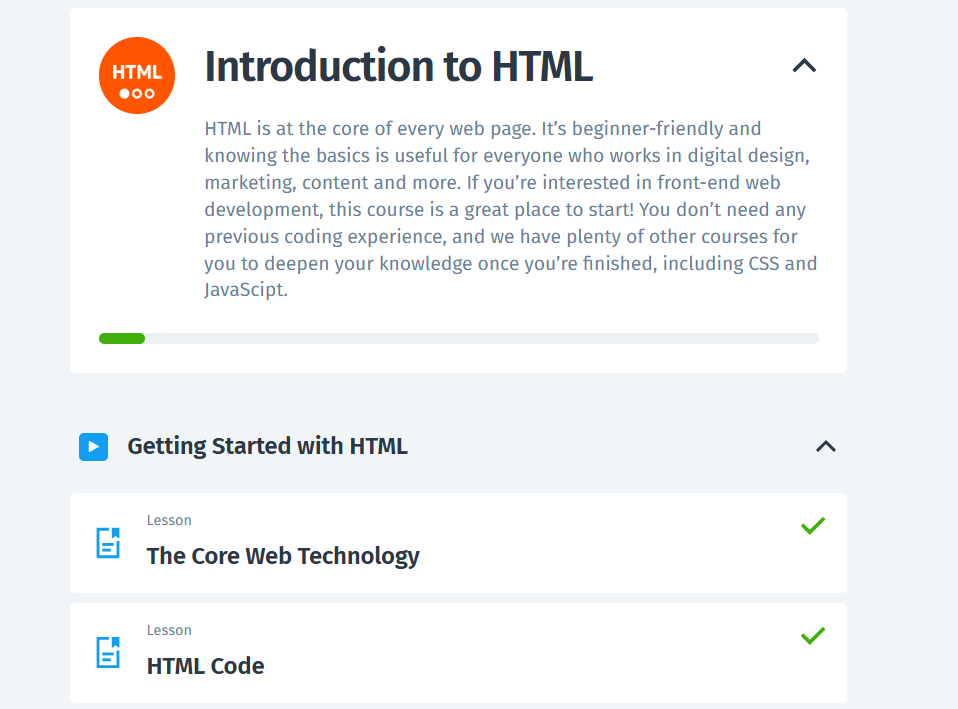 HTML
Introduction to HTML
HTML is at the core of every web page. It’s beginner-friendly and
knowing the basics is useful for everyone who works in digital design,
marketing, content and more. If you’re interested in front-end web
development, this course is a great place to start! You don’t need any
previous coding experience, and we have plenty of other courses for
you to deepen your knowledge once you’re finished, including CSS and
JavaScipt.
Getting Started with HTML
Lesson
The Core Web Technology
Lesson
HTML Code